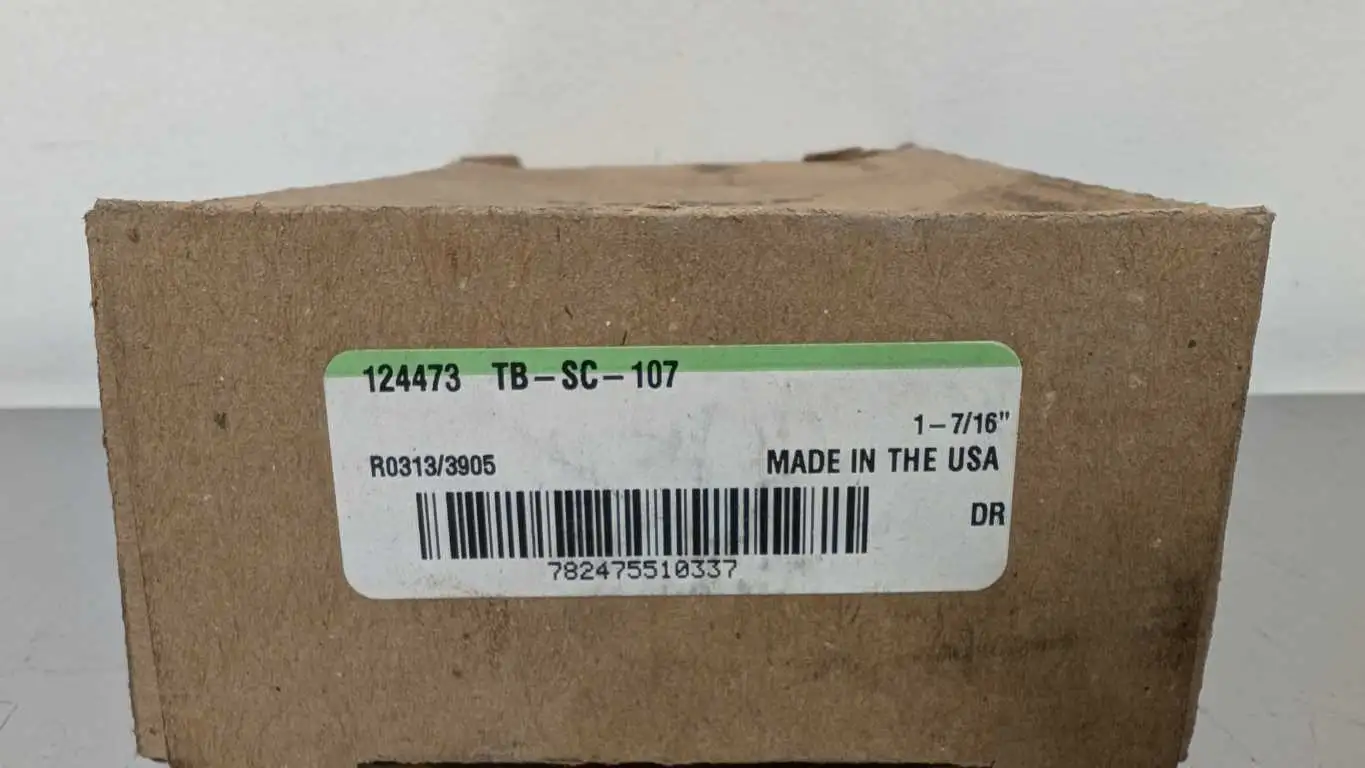 124473 TB-SC-107
1-7/16"
R0313/3905 MADE IN THE USA
DR
782475510337